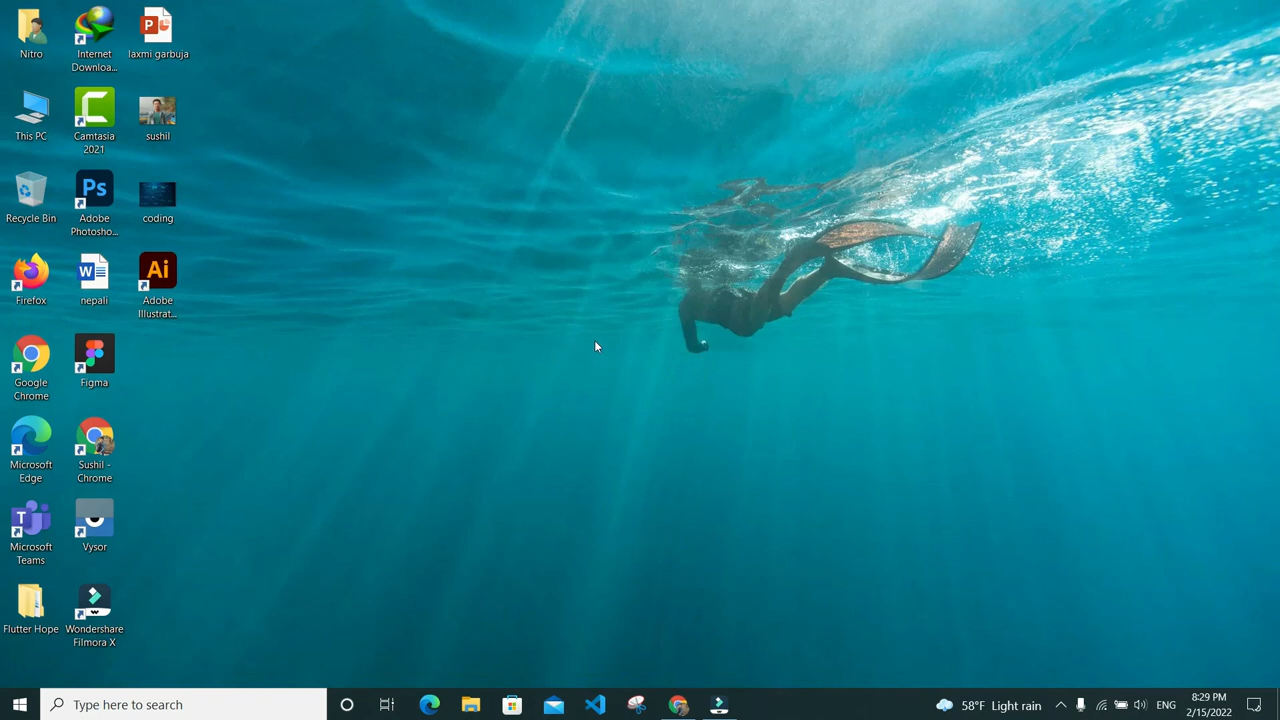 Nitro
Internet
Downloa...
laxmi garbuja
This PC
Camtasia
2021
sushil
Recycle Bin
Ps
Adobe
Photosho...
coding
Firefox
nepali
Ai
Adobe
Illustrat...
Google
Chrome
Figma
Microsoft
Edge
Sushil -
Chrome
Microsoft
Teams
Vysor
Flutter Hope
Wondershare
Filmora X
Type here to search
58°F Light rain
ENG
8:29 PM
2/15/2022